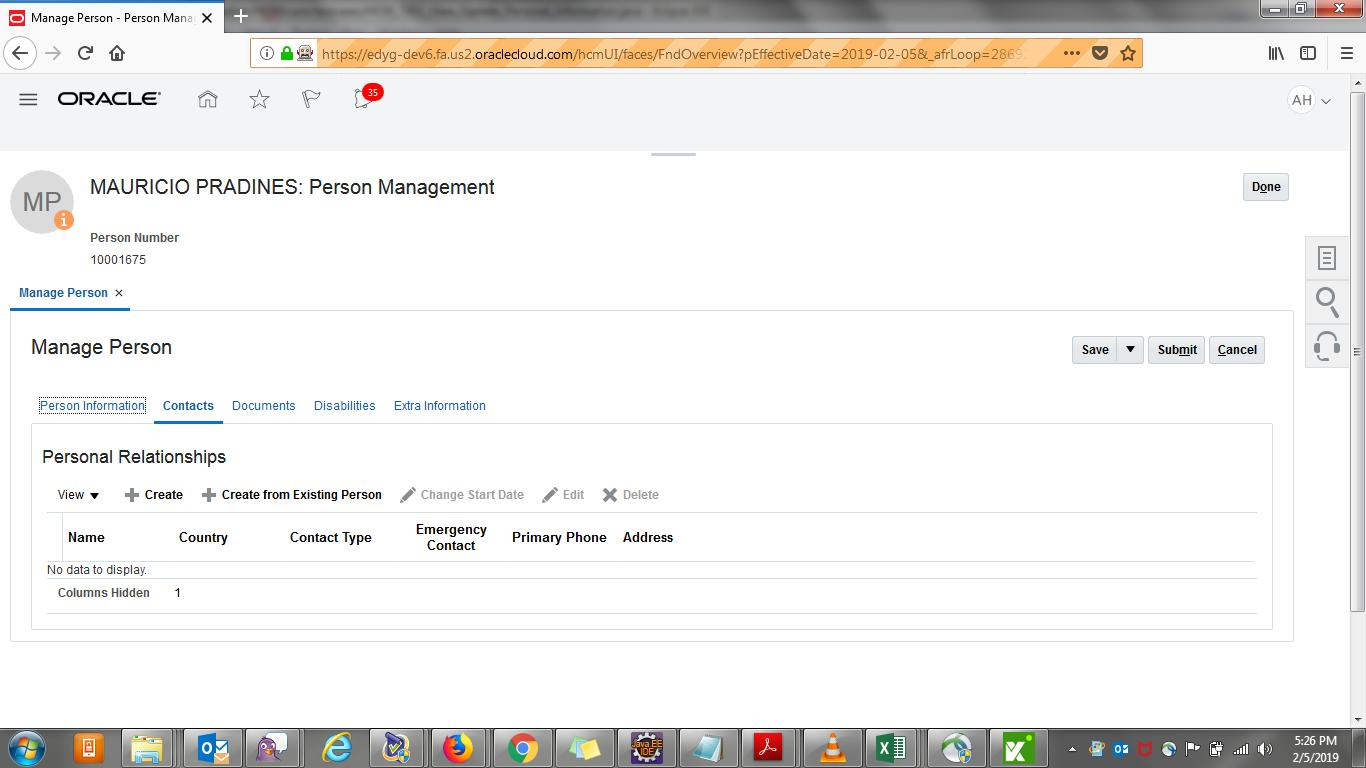 Manage Person - Person Mana
https://edyg-dev6.fa.us2.oraclecloud.com/hcmUI/faces/FndOverview?pEffectiveDate=2019-02-05&_afrLoop=2869
ORACLE
35
AH
MP
MAURICIO PRADINES: Person Management
Done
Person Number
10001675
Manage Person
Manage Person
Save
Submit
Cancel
Person Information Contacts Documents Disabilities Extra Information
Personal Relationships
View Create Create from Existing Person Change Start Date Edit Delete
Name Country Contact Type Emergency Contact Primary Phone Address
No data to display.
Columns Hidden 1
Java EE
IDE
5:26 PM
2/5/2019